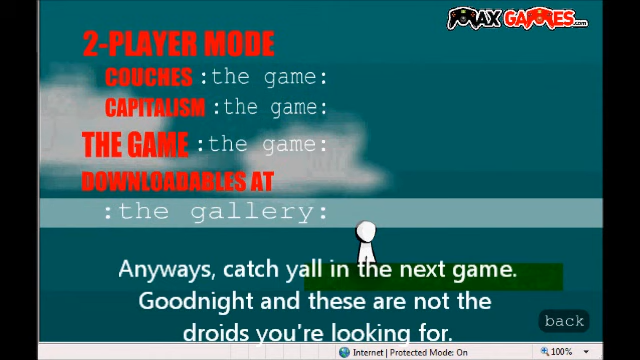 MAX GAMES.com
2-PLAYER MODE
COUCHES :the game:
CAPITALISM :the game:
THE GAME :the game:
DOWNLOADABLES AT
:the gallery:
Anyways, catch yall in the next game.
Goodnight and these are not the
droids you're looking for.
back
Internet | Protected Mode: On
100%